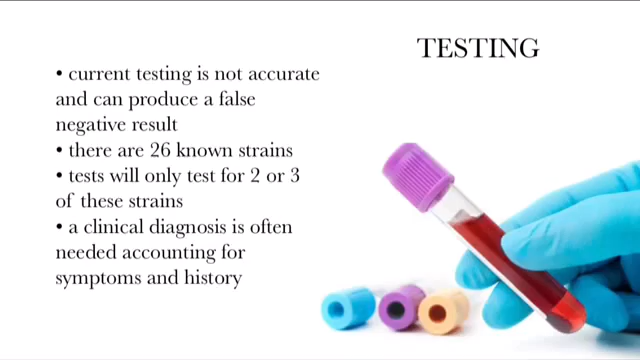 TESTING
• current testing is not accurate
and can produce a false
negative result
• there are 26 known strains
• tests will only test for 2 or 3
of these strains
• a clinical diagnosis is often
needed accounting for
symptoms and history